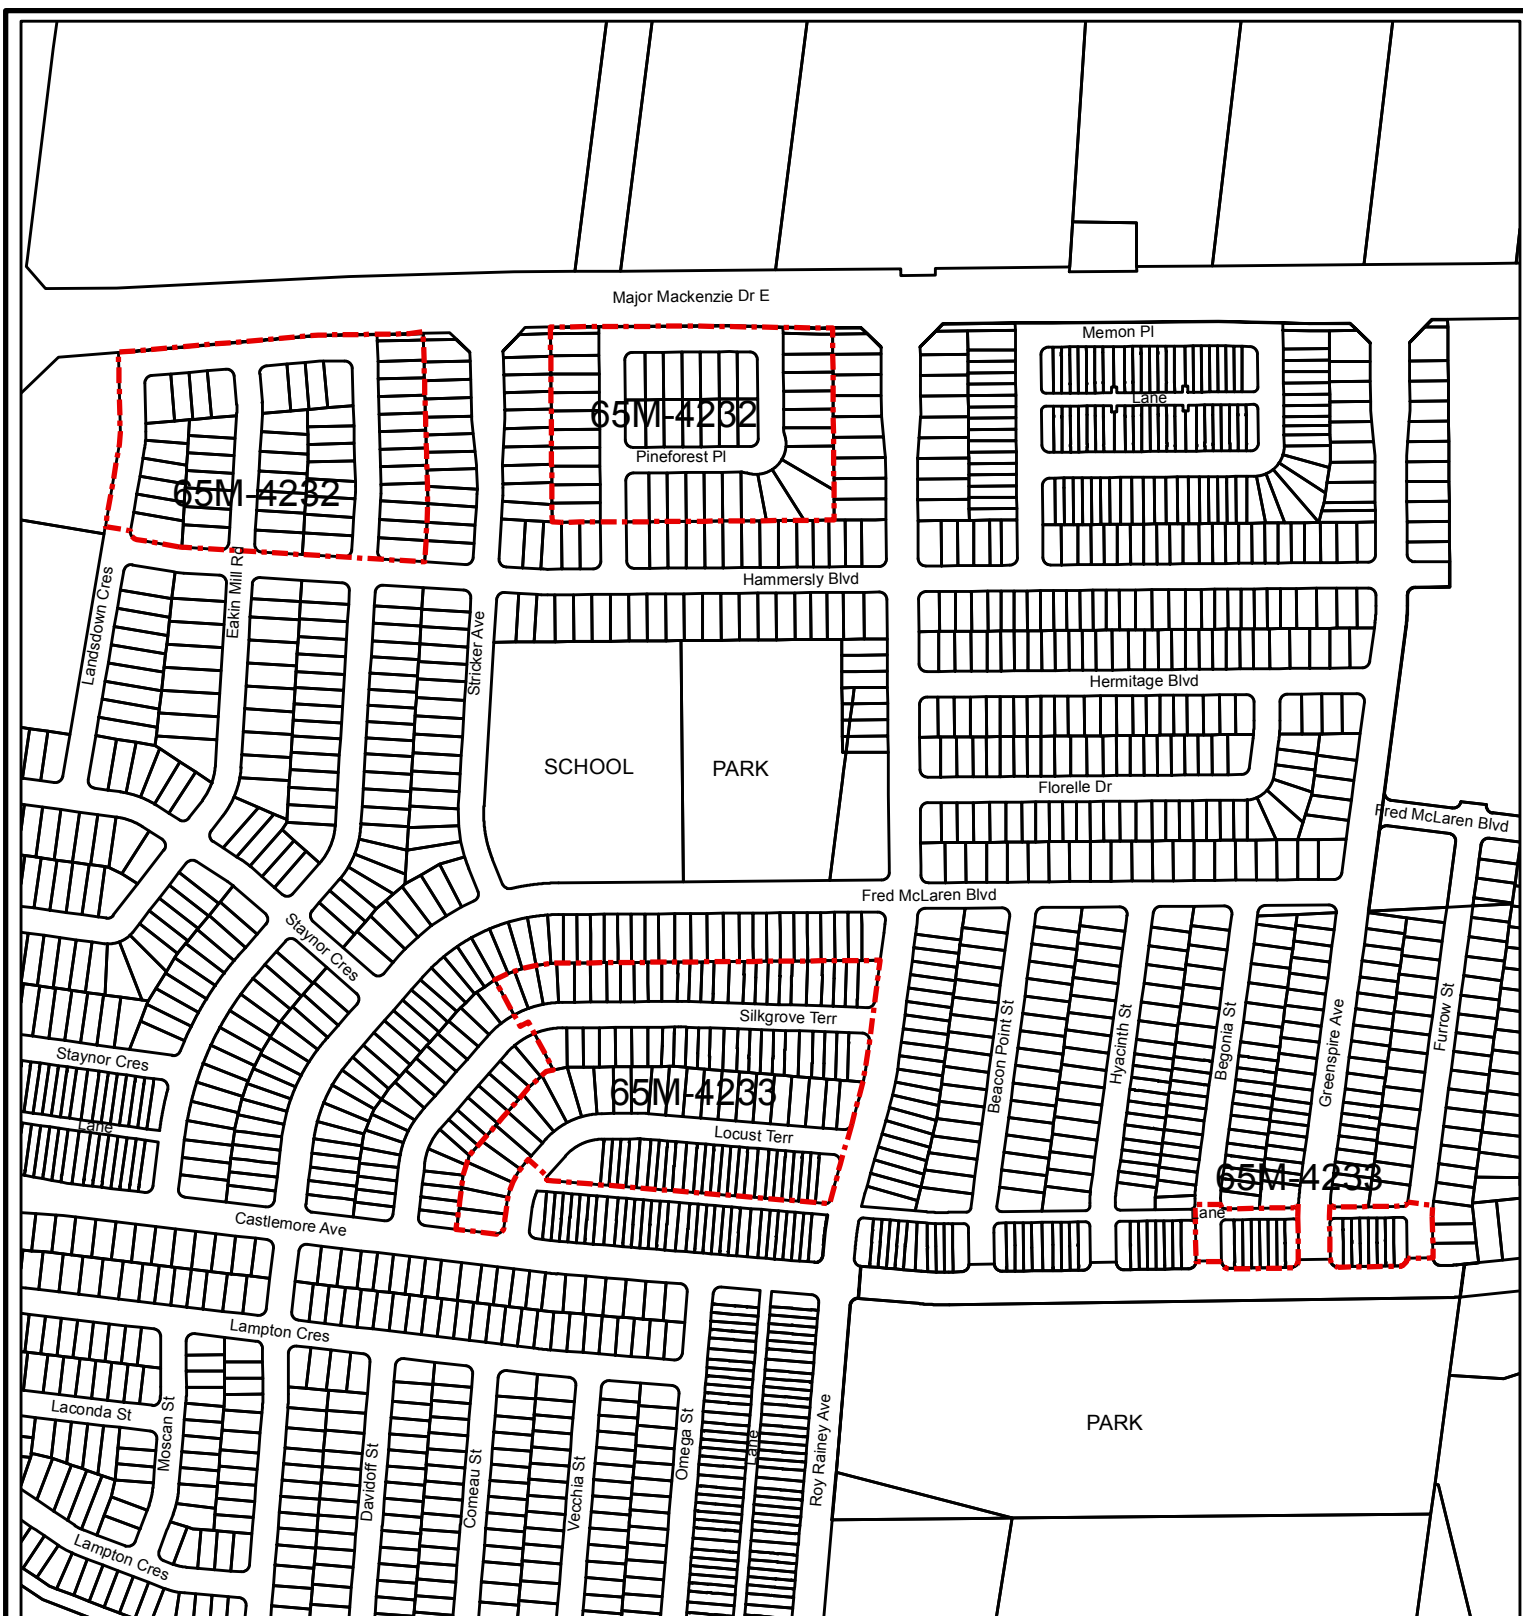 Major Mackenzie Dr E
Memon Pl
Lane
65M-4232
Pineforest Pl
65M-4232
Hammersly Blvd
Eakin Mill Rd
Landsdown Cres
Stricker Ave
Hermitage Blvd
SCHOOL
PARK
Florelle Dr
Fred McLaren Blvd
Fred McLaren Blvd
Staynor Cres
Silkgrove Terr
Beacon Point St
Hyacinth St
Begonia St
Greenspire Ave
Furrow St
Staynor Cres
65M-4233
Lane
Locust Terr
65M-4233
Lane
Castlemore Ave
Lampton Cres
Laconda St
Moscan St
Davidoff St
Comeau St
Vecchia St
Omega St
Lane
Roy Rainey Ave
PARK
Lampton Cres